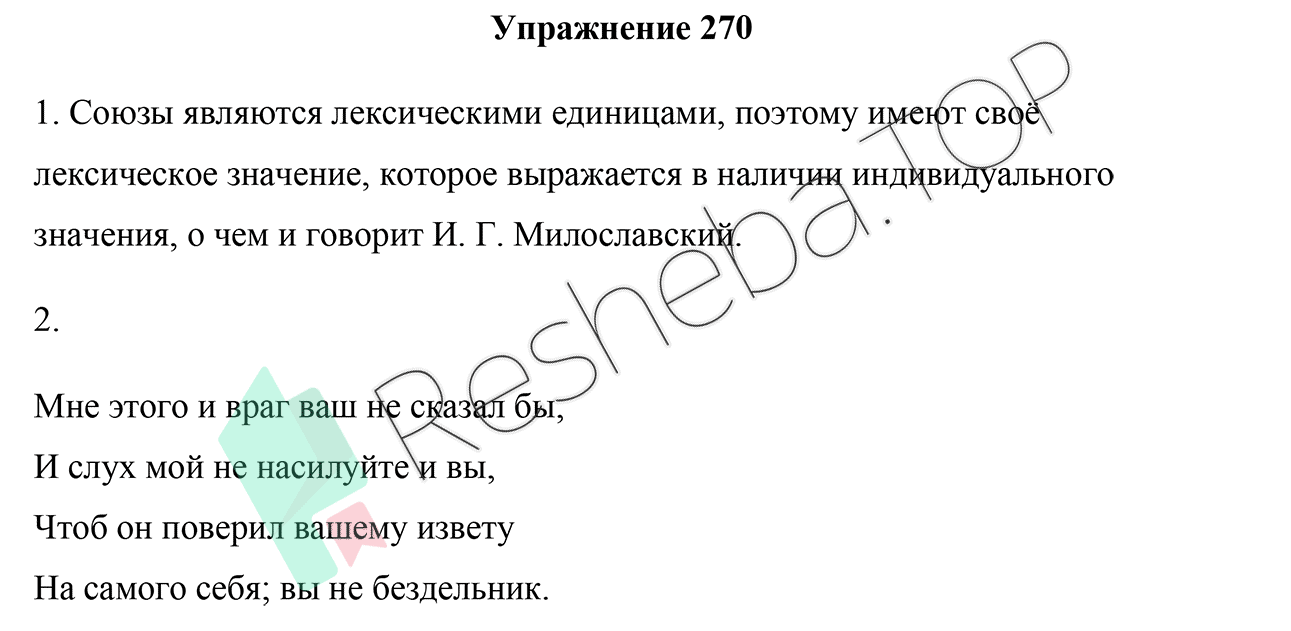 Упражнение 270
1. Союзы являются лексическими единицами, поэтому имеют своё
лексическое значение, которое выражается в наличии индивидуального
значения, о чем и говорит И. Г. Милославский.
2.
Мне этого и враг ваш не сказал бы,
И слух мой не насилуйте и вы,
Чтоб он поверил вашему извету
На самого себя; вы не бездельник.
Resheba.TOP